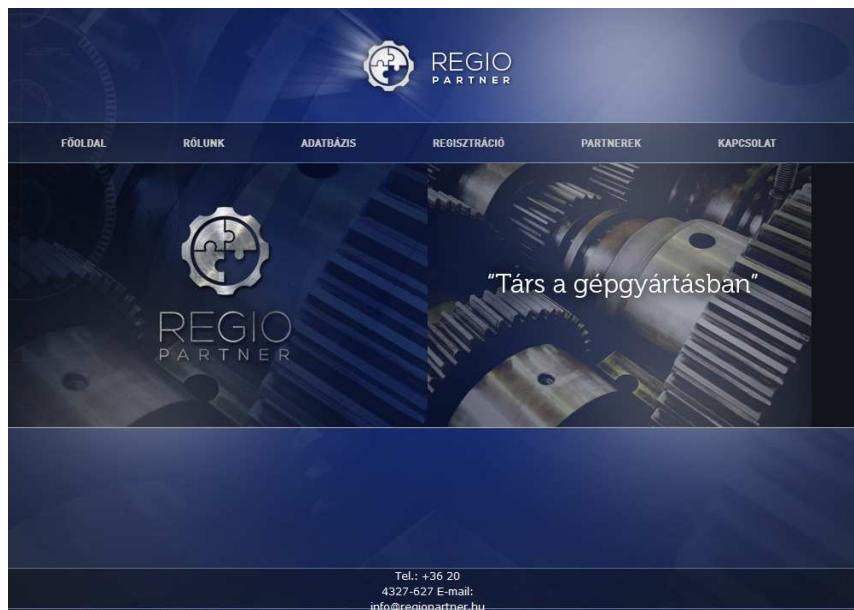 REGIO
PARTNER
FŐOLDAL RÓLUNK ADATBÁZIS REGISZTRÁCIÓ PARTNEREK KAPCSOLAT
REGIO
PARTNER
“Társ a gépgyártásban”
Tel.: +36 20
4327-627 E-mail:
info@regiopartner.hu